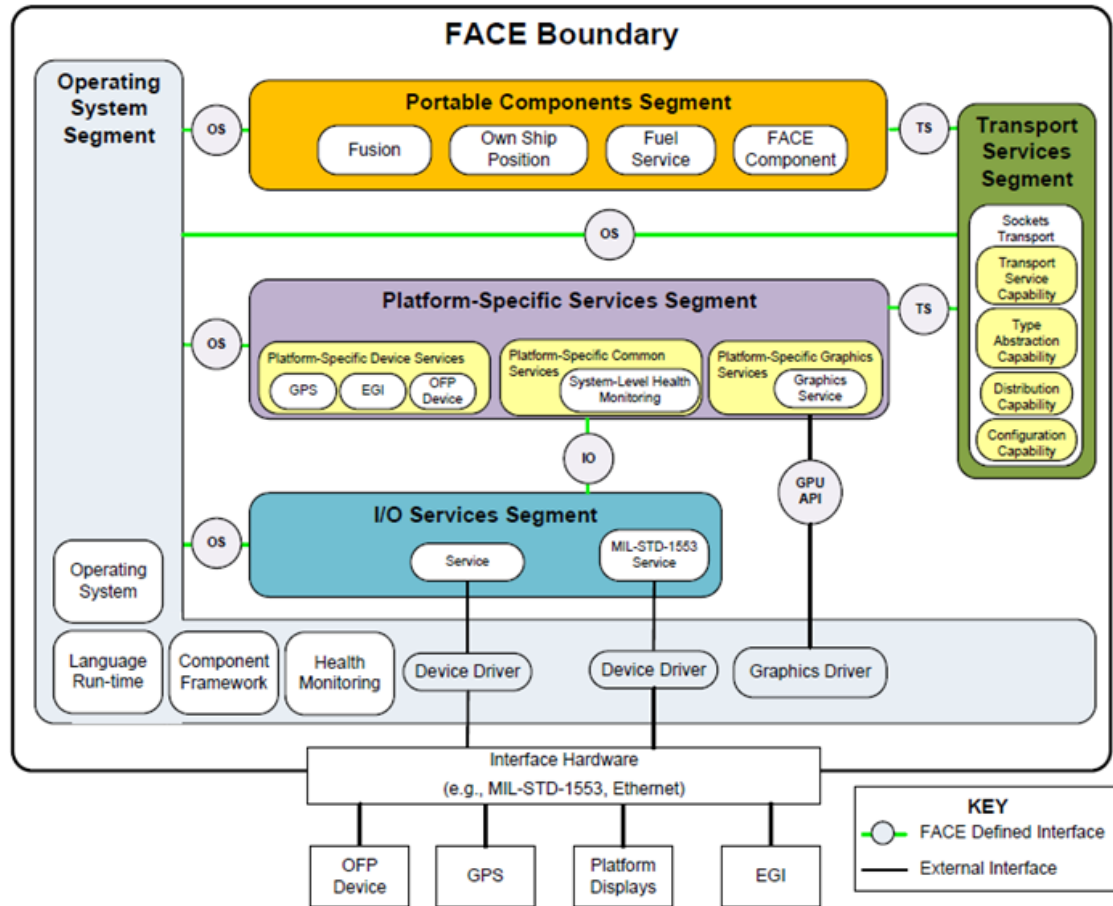 FACE Boundary
Operating
System
Segment
OS
Portable Components Segment
Fusion
Own Ship
Position
Fuel
Service
FACE
Component
TS
Transport
Services
Segment
Sockets
Transport
Transport
Service
Capability
Type
Abstraction
Capability
Distribution
Capability
Configuration
Capability
OS
OS
Platform-Specific Services Segment
TS
Platform-Specific Device Services
GPS
EGI
OFP
Device
Platform-Specific Common
Services
System-Level Health
Monitoring
Platform-Specific Graphics
Services
Graphics
Service
IO
GPU
API
OS
I/O Services Segment
Service
MIL-STD-1553
Service
Operating
System
Language
Run-time
Component
Framework
Health
Monitoring
Device Driver
Device Driver
Graphics Driver
Interface Hardware
(e.g., MIL-STD-1553, Ethernet)
OFP
Device
GPS
Platform
Displays
EGI
KEY
FACE Defined Interface
External Interface